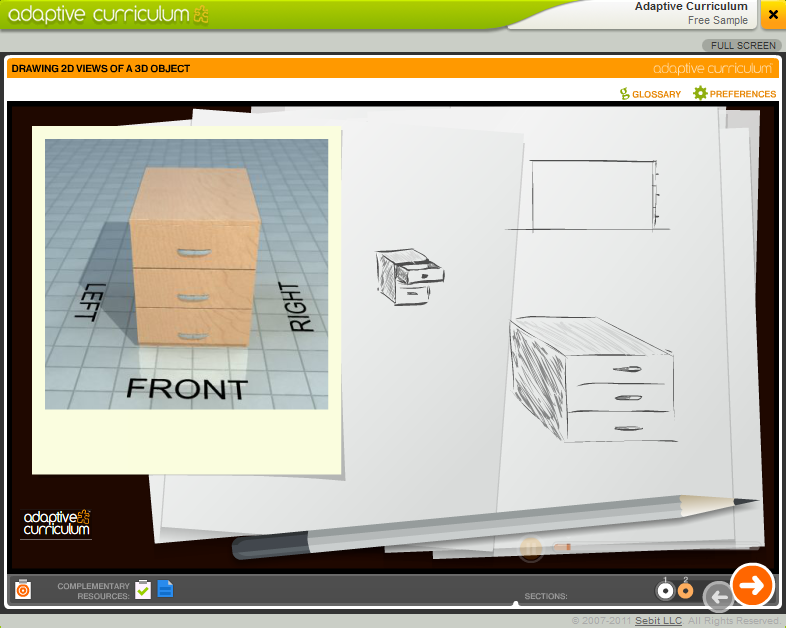 adaptive curriculum
Adaptive Curriculum
Free Sample
FULL SCREEN
DRAWING 2D VIEWS OF A 3D OBJECT
adaptive curriculum
GLOSSARY
PREFERENCES
LEFT
RIGHT
FRONT
adaptive
curriculum
COMPLEMENTARY
RESOURCES:
SECTIONS:
1
2
© 2007-2011 Sebit LLC. All Rights Reserved.